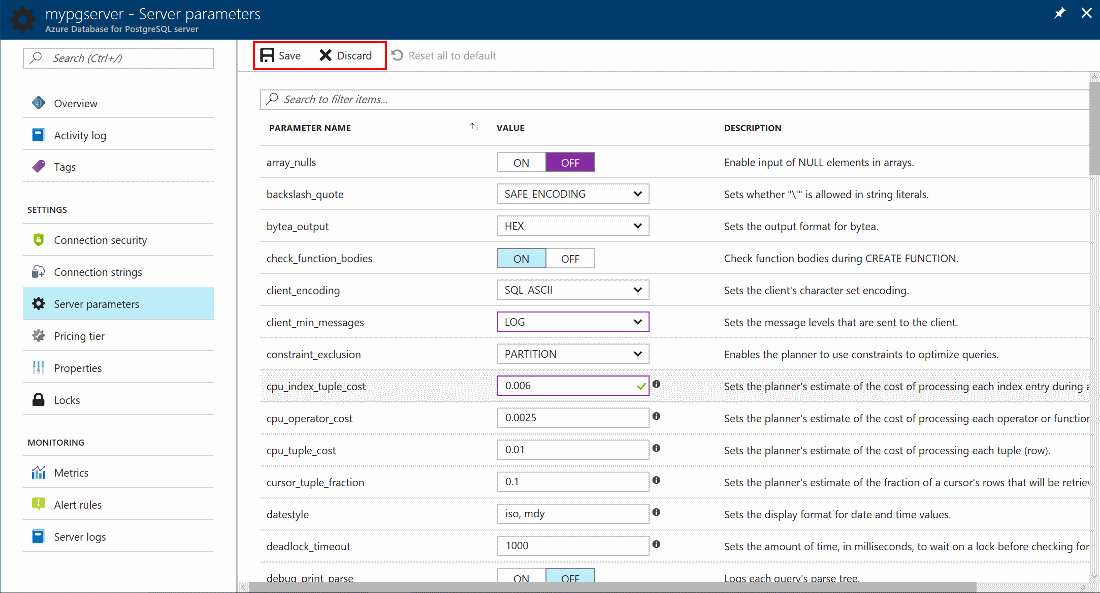 mypgserver - Server parameters
Azure Database for PostgreSQL server
Search (Ctrl+/)
Overview
Activity log
Tags
SETTINGS
Connection security
Connection strings
Server parameters
Pricing tier
Properties
Locks
MONITORING
Metrics
Alert rules
Server logs
Save Discard Reset all to default
Search to filter items...
PARAMETER NAME VALUE DESCRIPTION
array_nulls ON OFF Enable input of NULL elements in arrays.
backslash_quote SAFE_ENCODING Sets whether "\'" is allowed in string literals.
bytea_output HEX Sets the output format for bytea.
check_function_bodies ON OFF Check function bodies during CREATE FUNCTION.
client_encoding SQL_ASCII Sets the client's character set encoding.
client_min_messages LOG Sets the message levels that are sent to the client.
constraint_exclusion PARTITION Enables the planner to use constraints to optimize queries.
cpu_index_tuple_cost 0.006 Sets the planner's estimate of the cost of processing each index entry during a
cpu_operator_cost 0.0025 Sets the planner's estimate of the cost of processing each operator or function
cpu_tuple_cost 0.01 Sets the planner's estimate of the cost of processing each tuple (row).
cursor_tuple_fraction 0.1 Sets the planner's estimate of the fraction of a cursor's rows that will be retrie
datestyle iso, mdy Sets the display format for date and time values.
deadlock_timeout 1000 Sets the amount of time, in milliseconds, to wait on a lock before checking for
debug_print_parse ON OFF Logs each query's parse tree.